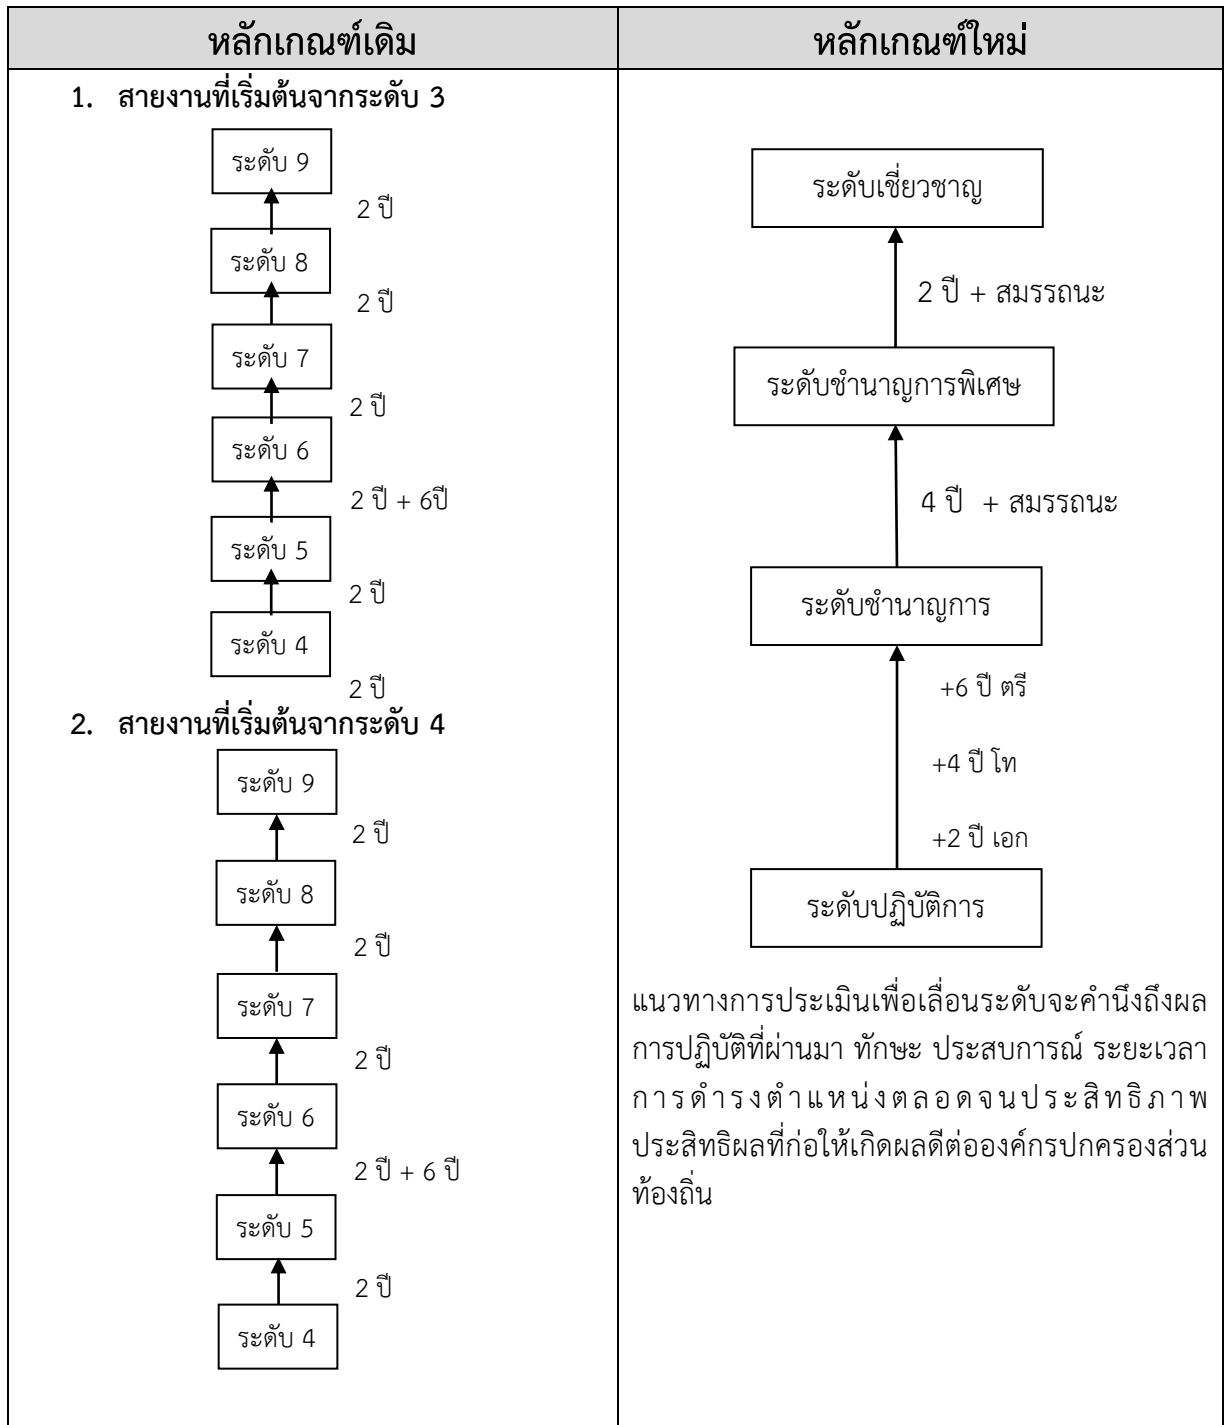 หลักเกณฑ์เดิม
1. สายงานที่เริ่มต้นจากระดับ 3
ระดับ 9
2 ปี
ระดับ 8
2 ปี
ระดับ 7
2 ปี
ระดับ 6
2 ปี + 6ปี
ระดับ 5
2 ปี
ระดับ 4
2 ปี
2. สายงานที่เริ่มต้นจากระดับ 4
ระดับ 9
2 ปี
ระดับ 8
2 ปี
ระดับ 7
2 ปี
ระดับ 6
2 ปี + 6 ปี
ระดับ 5
2 ปี
ระดับ 4
หลักเกณฑ์ใหม่
ระดับเชี่ยวชาญ
2 ปี + สมรรถนะ
ระดับชำนาญการพิเศษ
4 ปี + สมรรถนะ
ระดับชำนาญการ
+6 ปี ตรี
+4 ปี โท
+2 ปี เอก
ระดับปฏิบัติการ
แนวทางการประเมินเพื่อเลื่อนระดับจะคำนึงถึงผล
การปฏิบัติที่ผ่านมา ทักษะ ประสบการณ์ ระยะเวลา
การดำรงตำแหน่งตลอดจนประสิทธิภาพ
ประสิทธิผลที่ก่อให้เกิดผลดีต่อองค์กรปกครองส่วน
ท้องถิ่น